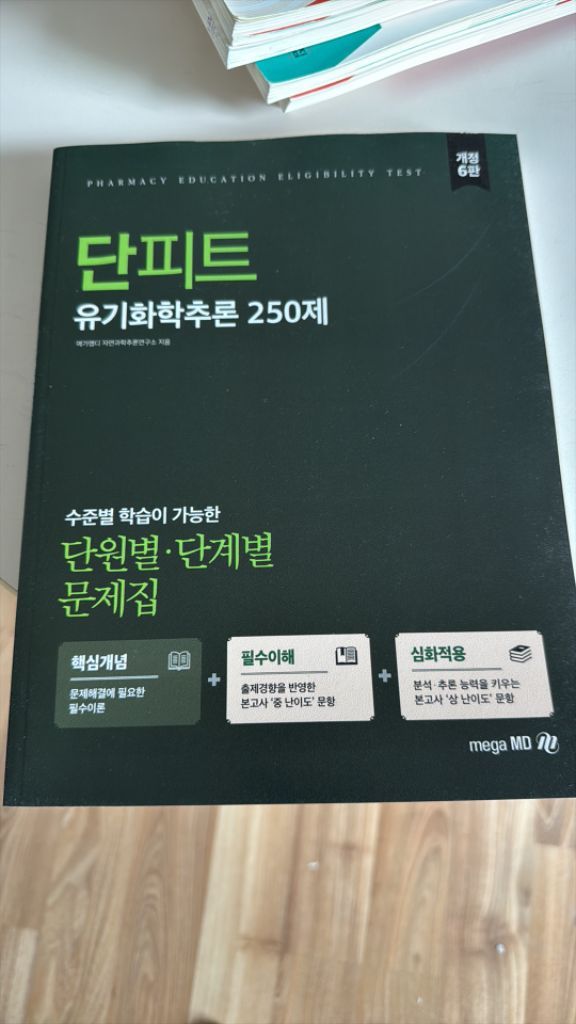 PHARMACY EDUCATION ELIGIBILITY TEST
개정
6판
단피트
유기화학추론 250제
메가엠디 자연과학추론연구소 지음
수준별 학습이 가능한
단원별·단계별
문제집
핵심개념
문제해결에 필요한
필수이론
+
필수이해
출제경향을 반영한
본고사 '중 난이도' 문항
+
심화적용
분석·추론 능력을 키우는
본고사 '상 난이도' 문항
mega MD